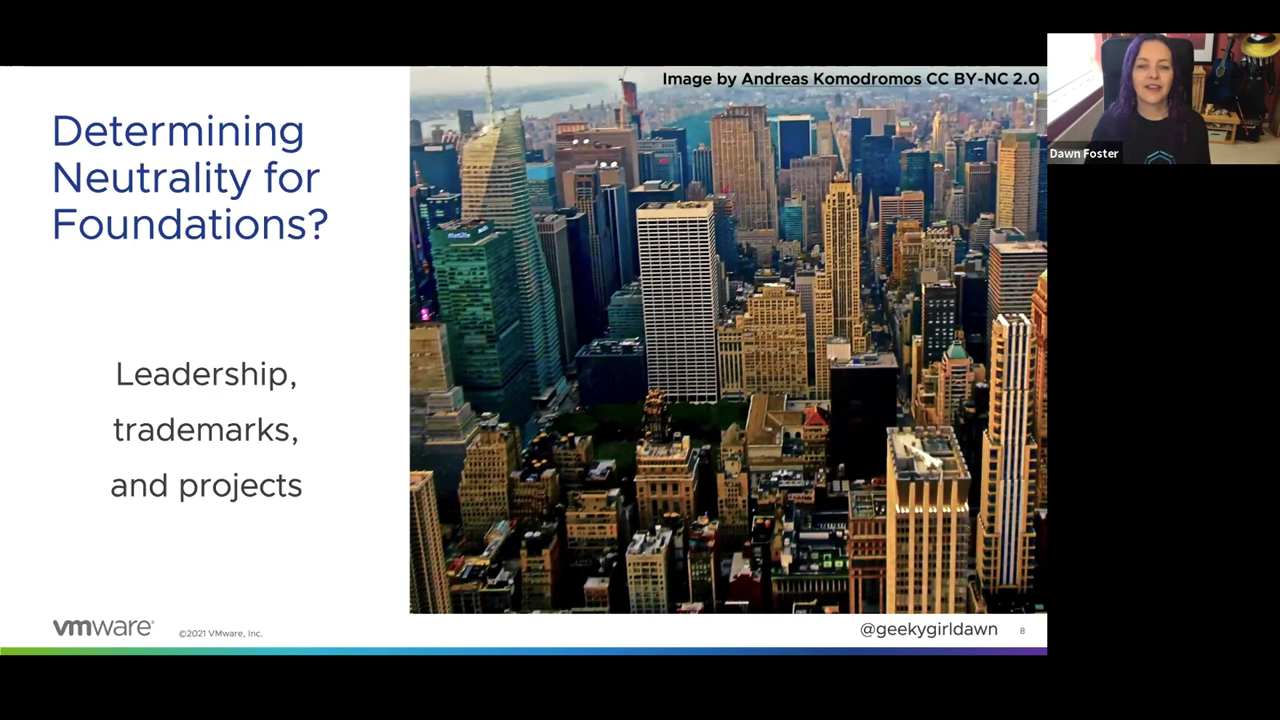 Image by Andreas Komodromos CC BY-NC 2.0
Determining
Neutrality for
Foundations?
Leadership,
trademarks,
and projects
MetLife
vmware®
©2021 VMware, Inc.
@geekygirldawn
8
Dawn Foster